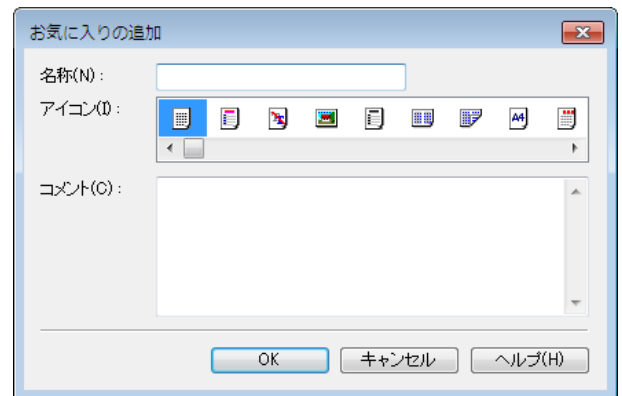 お気に入りの追加
名称(N) :
アイコン(I) :
A4
コメント(C) :
OK キャンセル ヘルプ(H)